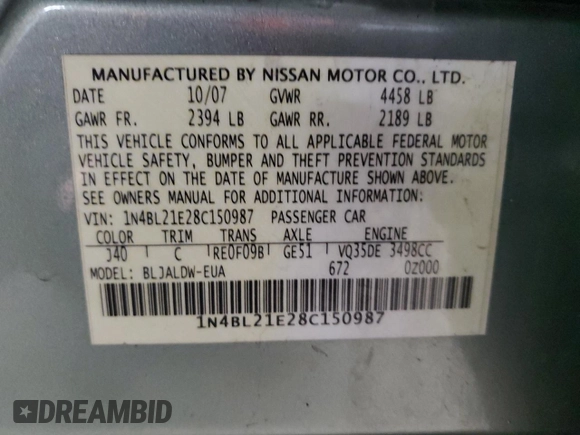 MANUFACTURED BY NISSAN MOTOR CO., LTD.
DATE 10/07 GVWR 4458 LB
GAWR FR. 2394 LB GAWR RR. 2189 LB
THIS VEHICLE CONFORMS TO ALL APPLICABLE FEDERAL MOTOR
VEHICLE SAFETY, BUMPER AND THEFT PREVENTION STANDARDS
IN EFFECT ON THE DATE OF MANUFACTURE SHOWN ABOVE.
SEE OWNERS MANUAL FOR ADDITIONAL INFORMATION:
VIN: 1N4BL21E28C150987 PASSENGER CAR
COLOR TRIM TRANS AXLE ENGINE
J40 C RE0F09B GE51 VQ35DE 3498CC
MODEL: BLJALDW-EUA 672 0Z000
1N4BL21E28C150987
DREAMBID